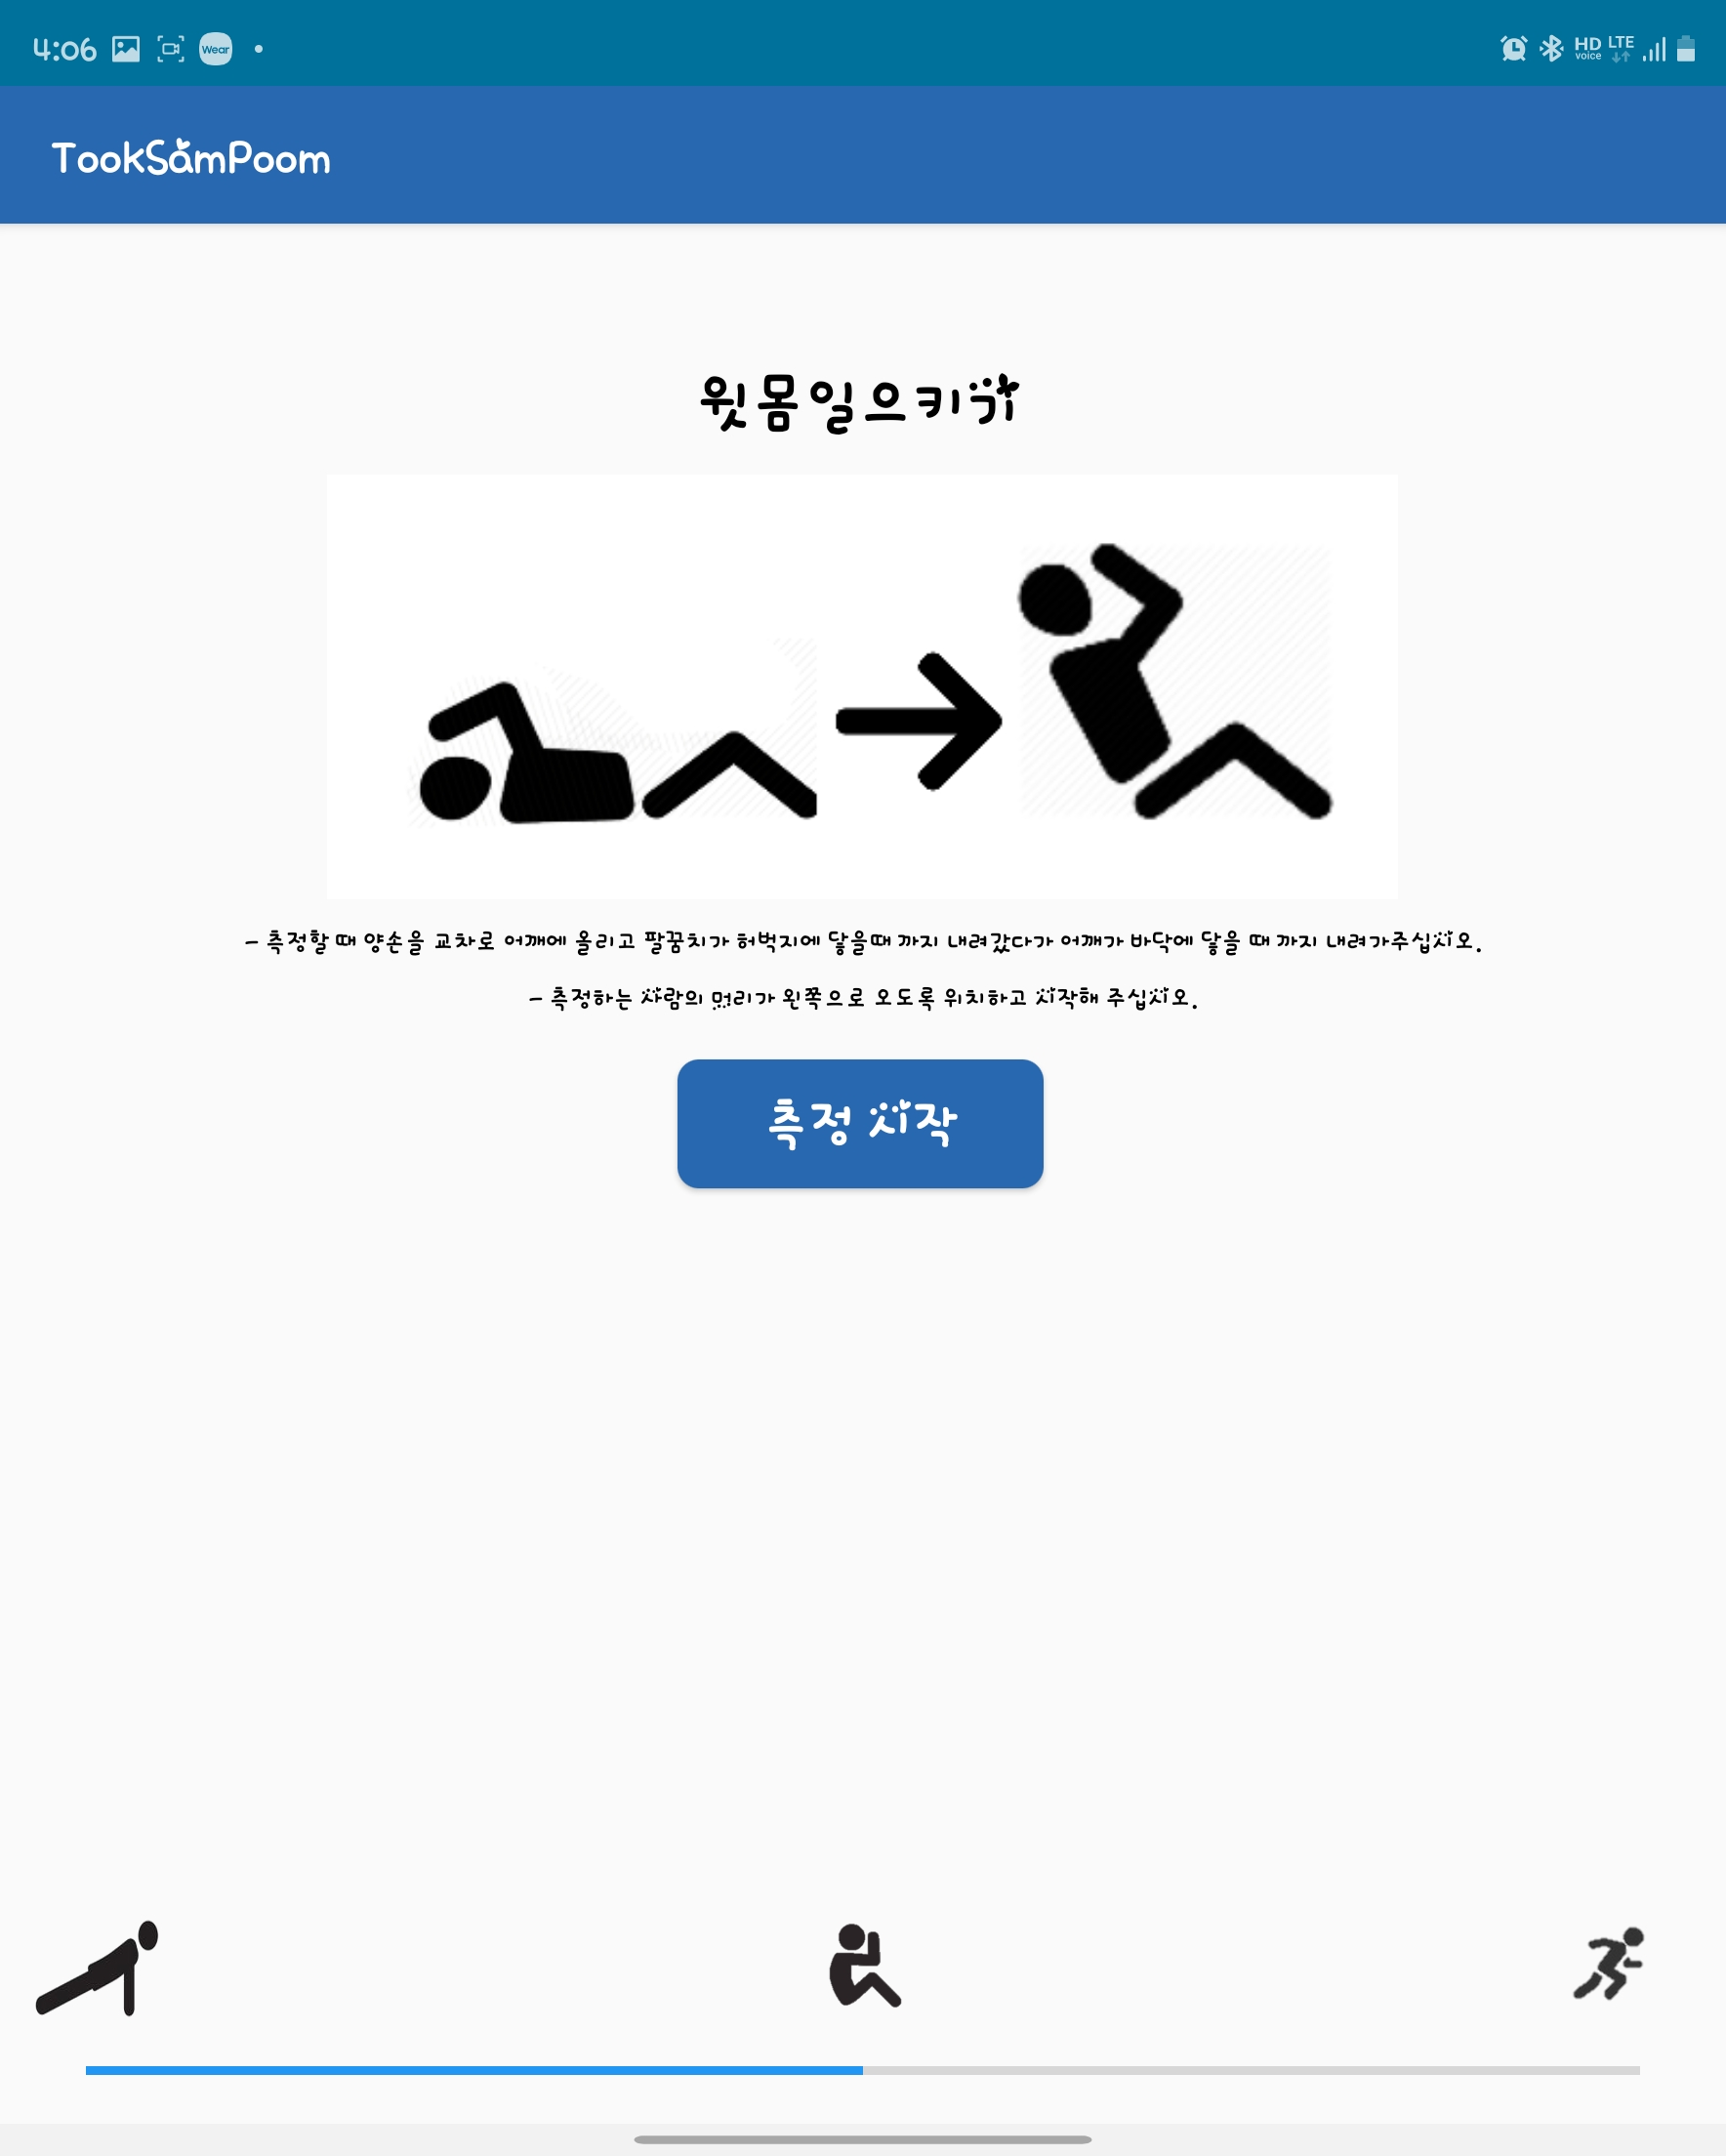 4:06 Wear HD voice LTE
TookSamPoom
윗몸일으키기
- 측정할 때 양손을 교차로 어깨에 올리고 팔꿈치가 허벅지에 닿을때 까지 내려갔다가 어깨가 바닥에 닿을 때 까지 내려가주십시오.
- 측정하는 사람의 머리가 왼쪽으로 오도록 위치하고 시작해 주십시오.
측정 시작